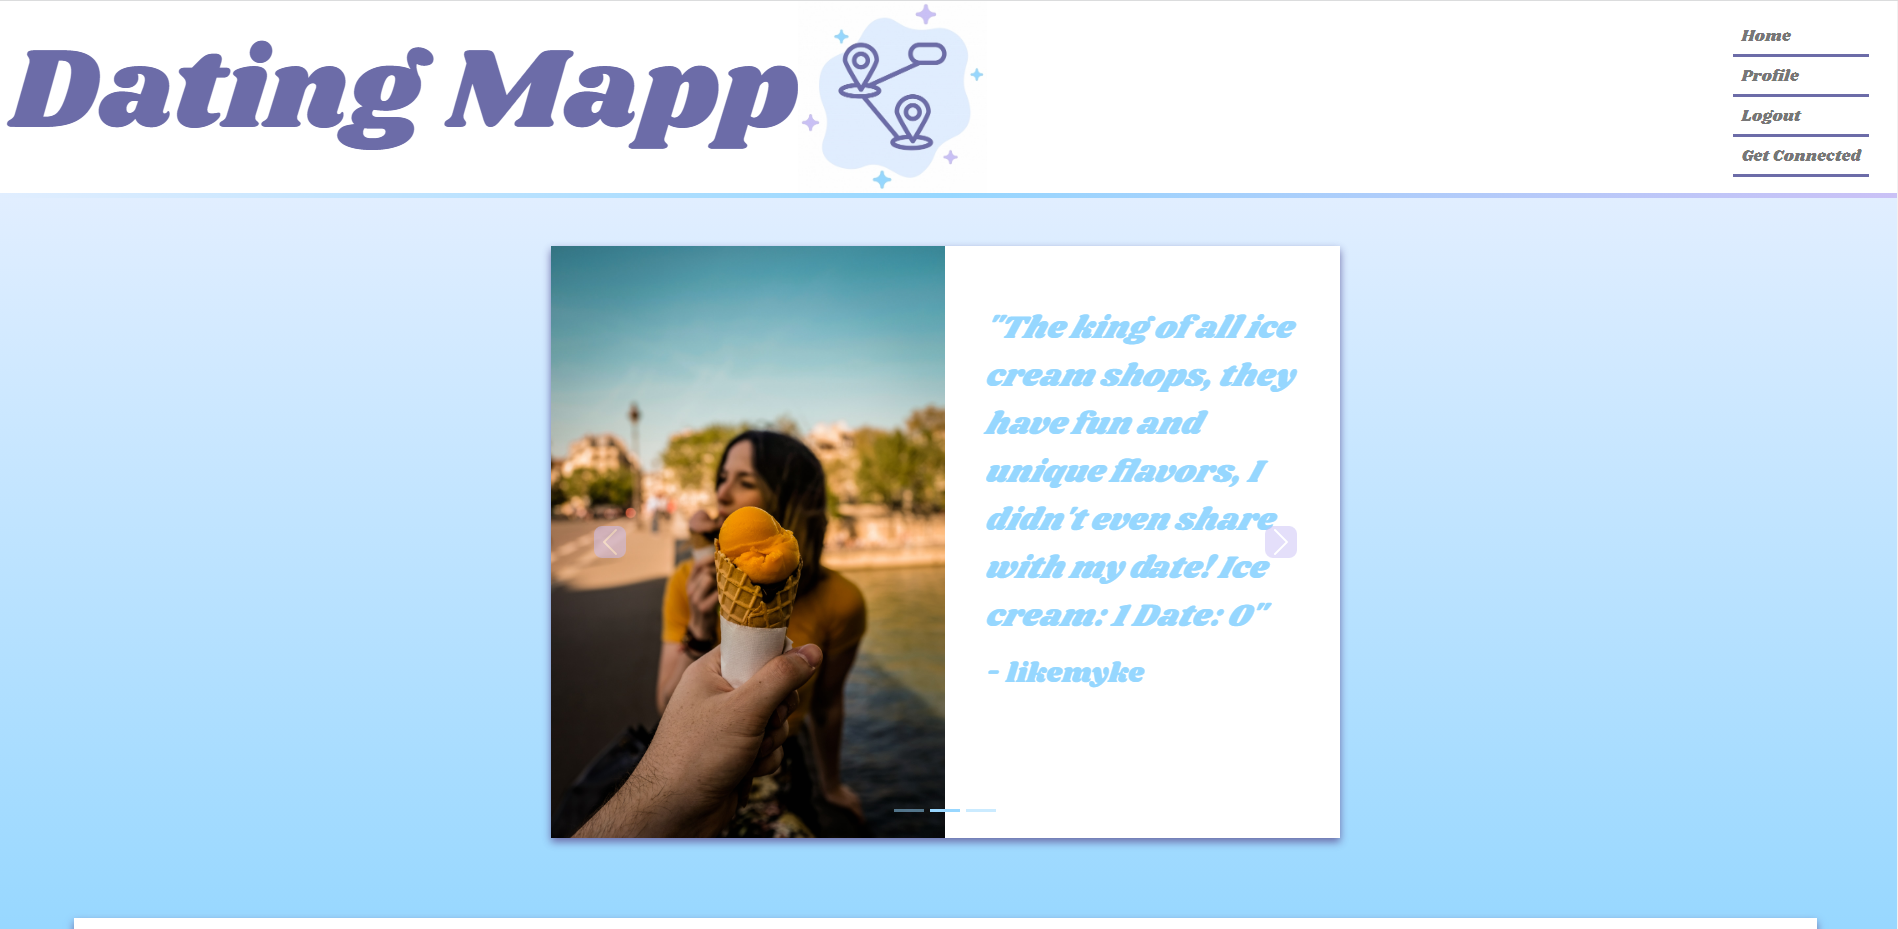 Dating Mapp
Home
Profile
Logout
Get Connected
"The king of all ice
cream shops, they
have fun and
unique flavors, I
didn't even share
with my date! Ice
cream: 1 Date: 0"
- likemyke